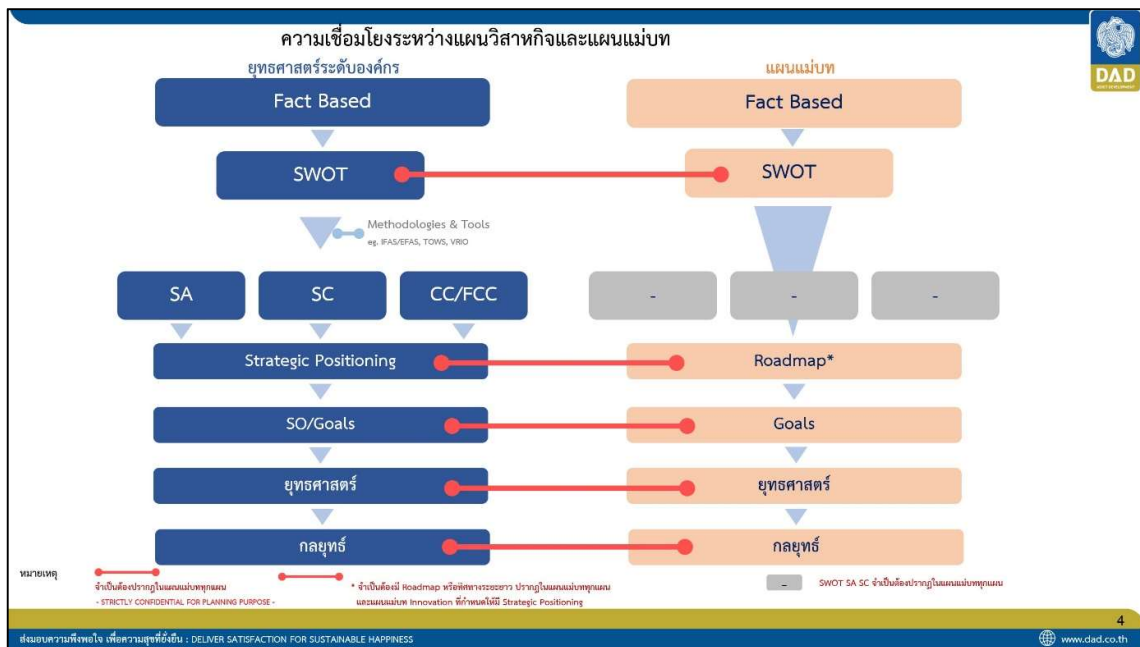 ความเชื่อมโยงระหว่างแผนวิสาหกิจและแผนแม่บท
DAD
ASSET DEVELOPMENT
ยุทธศาสตร์ระดับองค์กร
แผนแม่บท
Fact Based
Fact Based
SWOT
SWOT
Methodologies & Tools
eg. IFAS/EFAS, TOWS, VRIO
SA
SC
CC/FCC
-
-
-
Strategic Positioning
Roadmap*
SO/Goals
Goals
ยุทธศาสตร์
ยุทธศาสตร์
กลยุทธ์
กลยุทธ์
หมายเหตุ
จำเป็นต้องปรากฏในแผนแม่บททุกแผน
- STRICTLY CONFIDENTIAL FOR PLANNING PURPOSE -
* จำเป็นต้องมี Roadmap หรือทิศทางระยะยาว ปรากฏในแผนแม่บททุกแผน
และแผนแม่บท Innovation ที่กำหนดให้มี Strategic Positioning
-
SWOT SA SC จำเป็นต้องปรากฏในแผนแม่บททุกแผน
4
ส่งมอบความพึงพอใจ เพื่อความสุขที่ยั่งยืน : DELIVER SATISFACTION FOR SUSTAINABLE HAPPINESS
www.dad.co.th